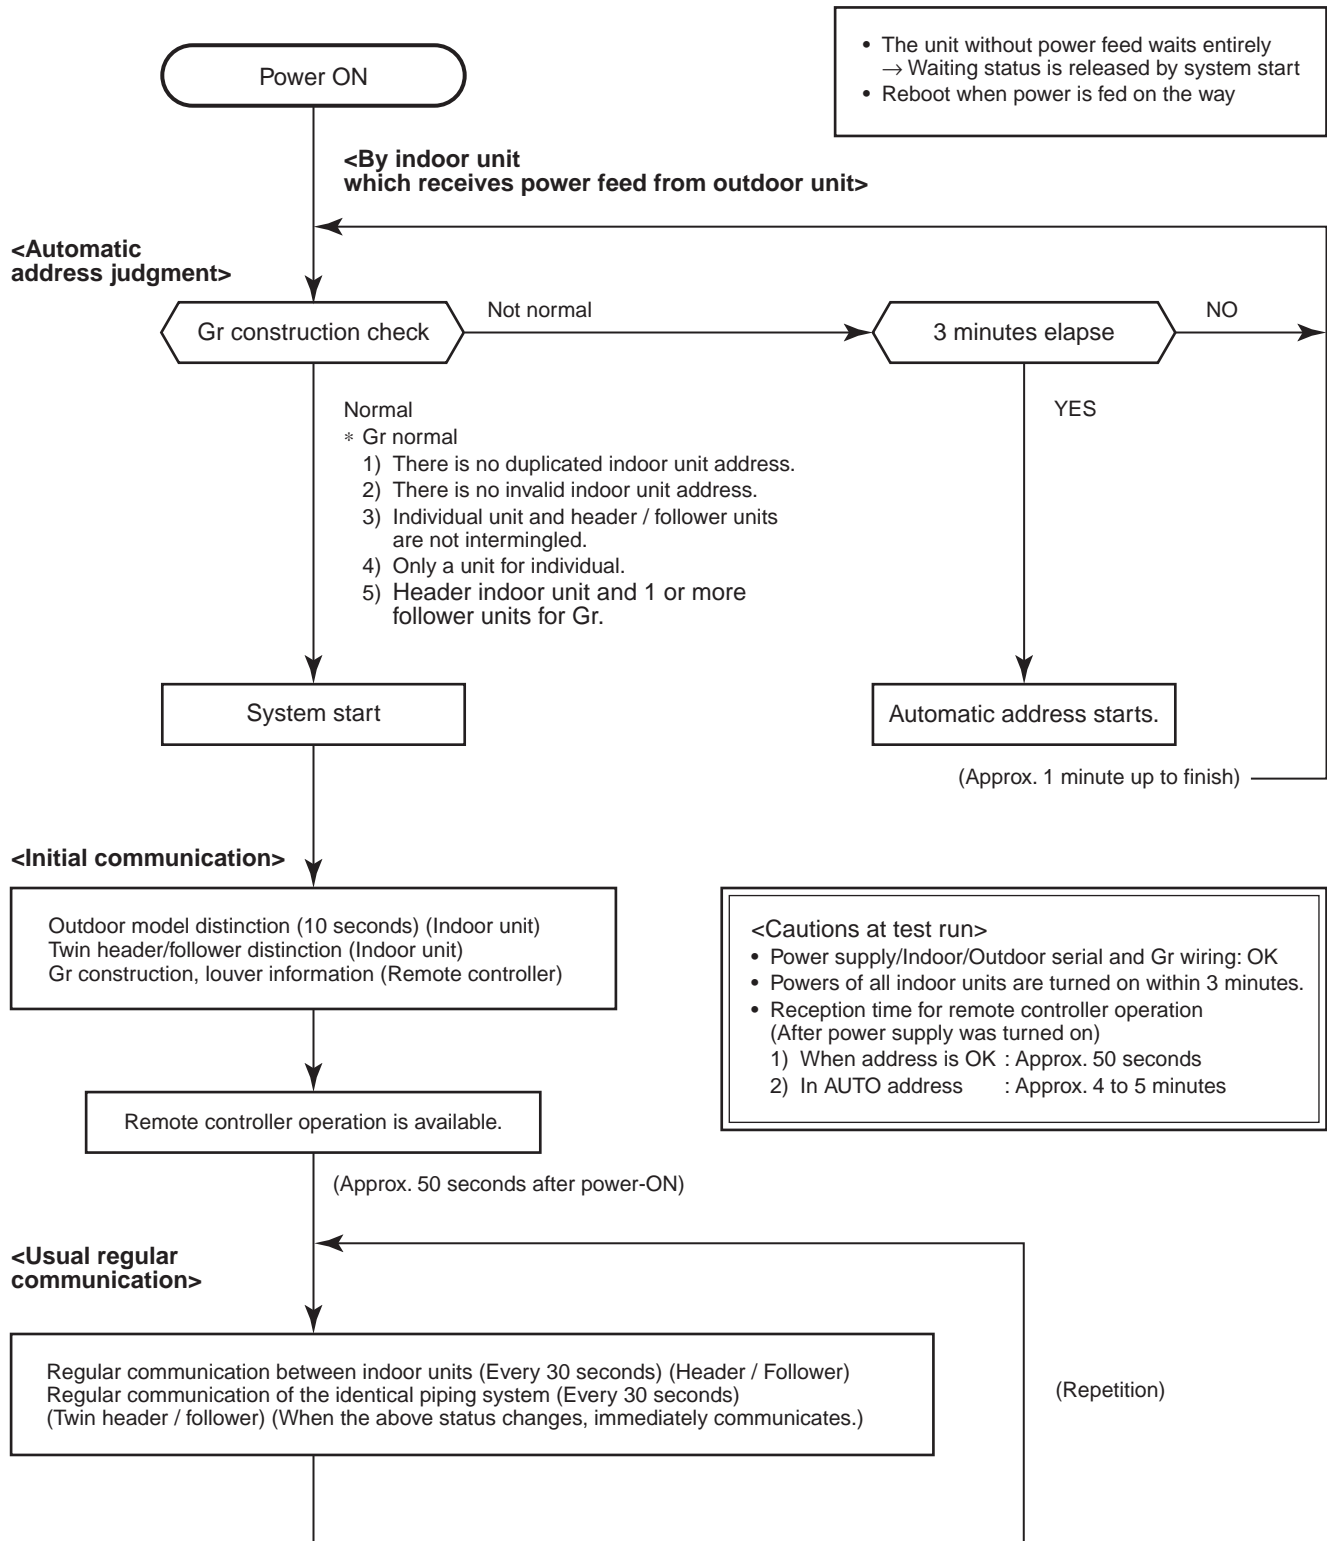 • The unit without power feed waits entirely
→ Waiting status is released by system start
• Reboot when power is fed on the way
Power ON
<By indoor unit
which receives power feed from outdoor unit>
<Automatic
address judgment>
Gr construction check
Not normal
3 minutes elapse
NO
Normal
* Gr normal
1) There is no duplicated indoor unit address.
2) There is no invalid indoor unit address.
3) Individual unit and header / follower units
are not intermingled.
4) Only a unit for individual.
5) Header indoor unit and 1 or more
follower units for Gr.
YES
System start
Automatic address starts.
(Approx. 1 minute up to finish)
<Initial communication>
Outdoor model distinction (10 seconds) (Indoor unit)
Twin header/follower distinction (Indoor unit)
Gr construction, louver information (Remote controller)
<Cautions at test run>
• Power supply/Indoor/Outdoor serial and Gr wiring: OK
• Powers of all indoor units are turned on within 3 minutes.
• Reception time for remote controller operation
(After power supply was turned on)
1) When address is OK : Approx. 50 seconds
2) In AUTO address : Approx. 4 to 5 minutes
Remote controller operation is available.
(Approx. 50 seconds after power-ON)
<Usual regular
communication>
Regular communication between indoor units (Every 30 seconds) (Header / Follower)
Regular communication of the identical piping system (Every 30 seconds)
(Twin header / follower) (When the above status changes, immediately communicates.)
(Repetition)